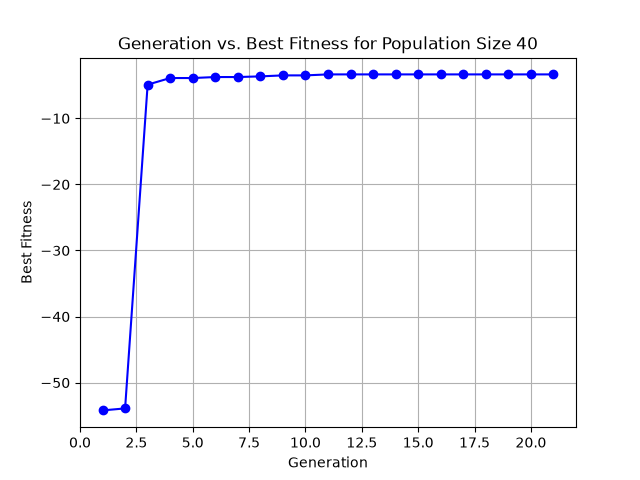 Generation vs. Best Fitness for Population Size 40
Best Fitness
−10
−20
−30
−40
−50
0.0 2.5 5.0 7.5 10.0 12.5 15.0 17.5 20.0
Generation